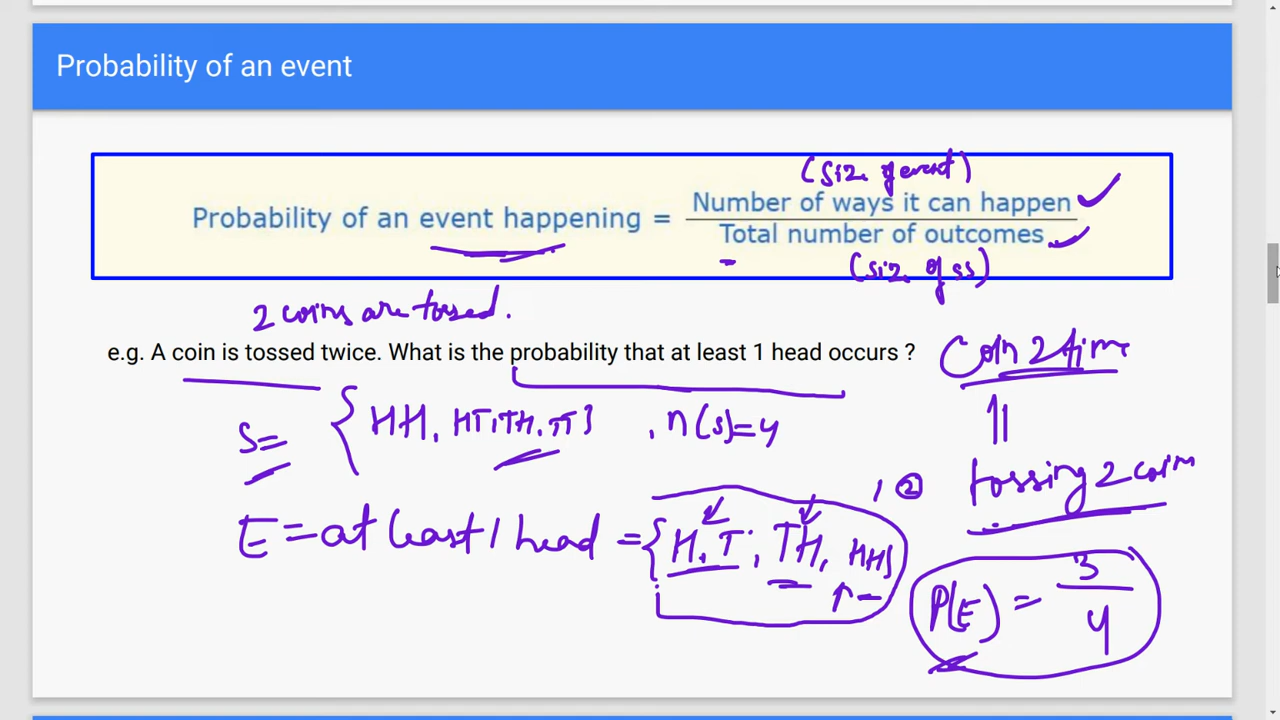 Probability of an event
(size of event)
Probability of an event happening = Number of ways it can happen
Total number of outcomes
(size of ss)
2 coins are tossed.
e.g. A coin is tossed twice. What is the probability that at least 1 head occurs ?
Coin 2 time
S= { HH, HT, TH, TT } , n(s)=4
tossing 2 coins
1 ②
E = at least 1 head = { H, T ; TH, HH }
P(E) = 3
4